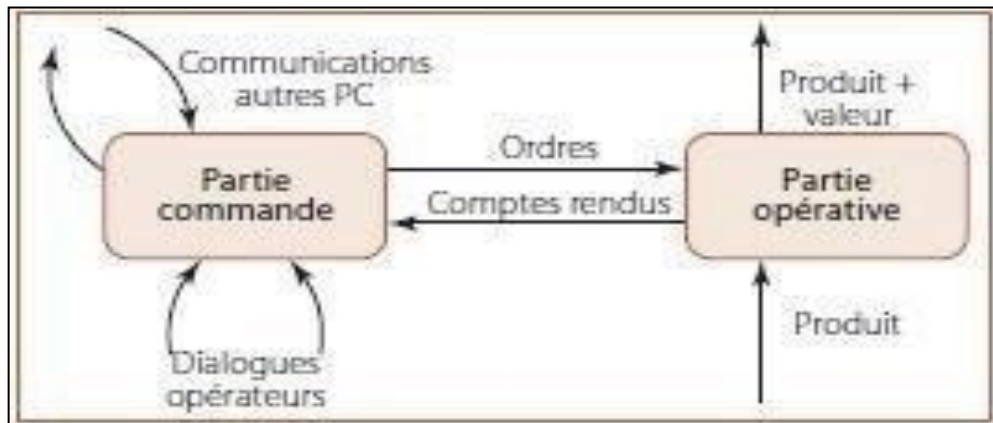 Communications
autres PC
Produit +
valeur
Ordres
Partie
commande
Comptes rendus
Partie
opérative
Produit
Dialogues
opérateurs